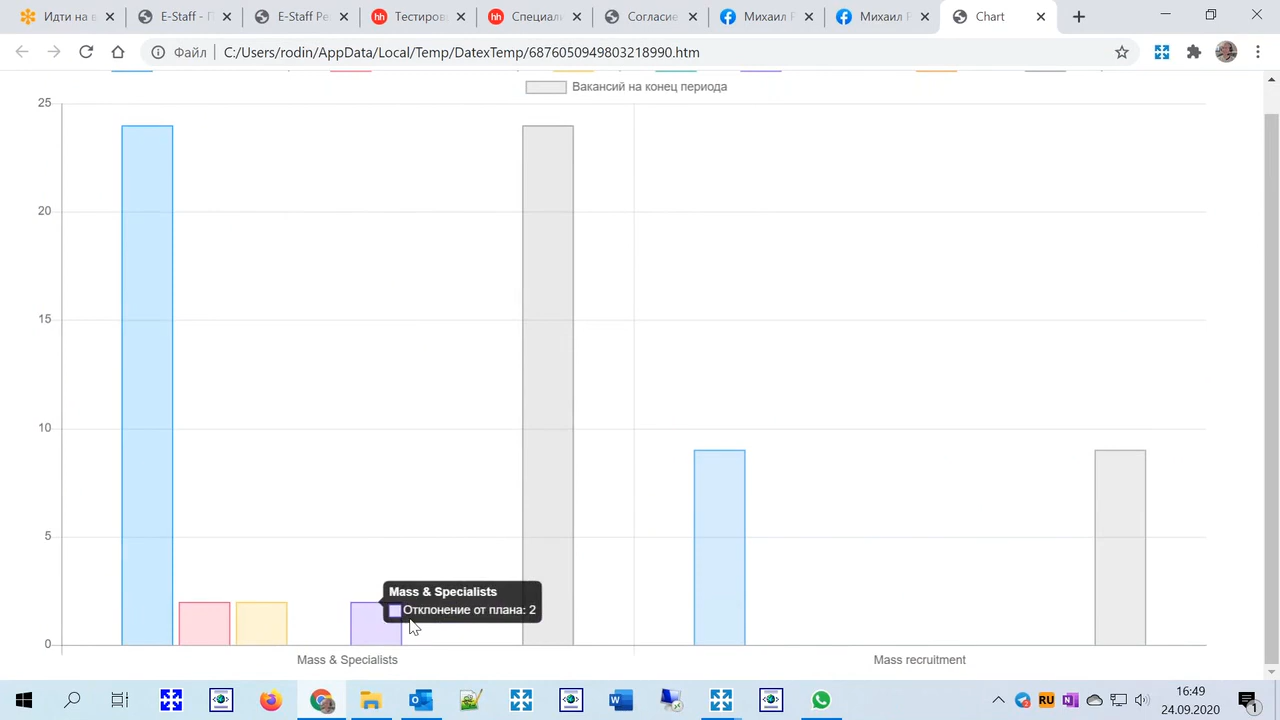 Идти на в
E-Staff - П
E-Staff Ре
Тестиров
Специал
Согласие
Михаил Р
Михаил Р
Chart
Файл
C:/Users/rodin/AppData/Local/Temp/DatexTemp/6876050949803218990.htm
Вакансий на конец периода
25
20
15
10
5
0
Mass & Specialists
Отклонение от плана: 2
Mass & Specialists
Mass recruitment
RU
16:49
24.09.2020